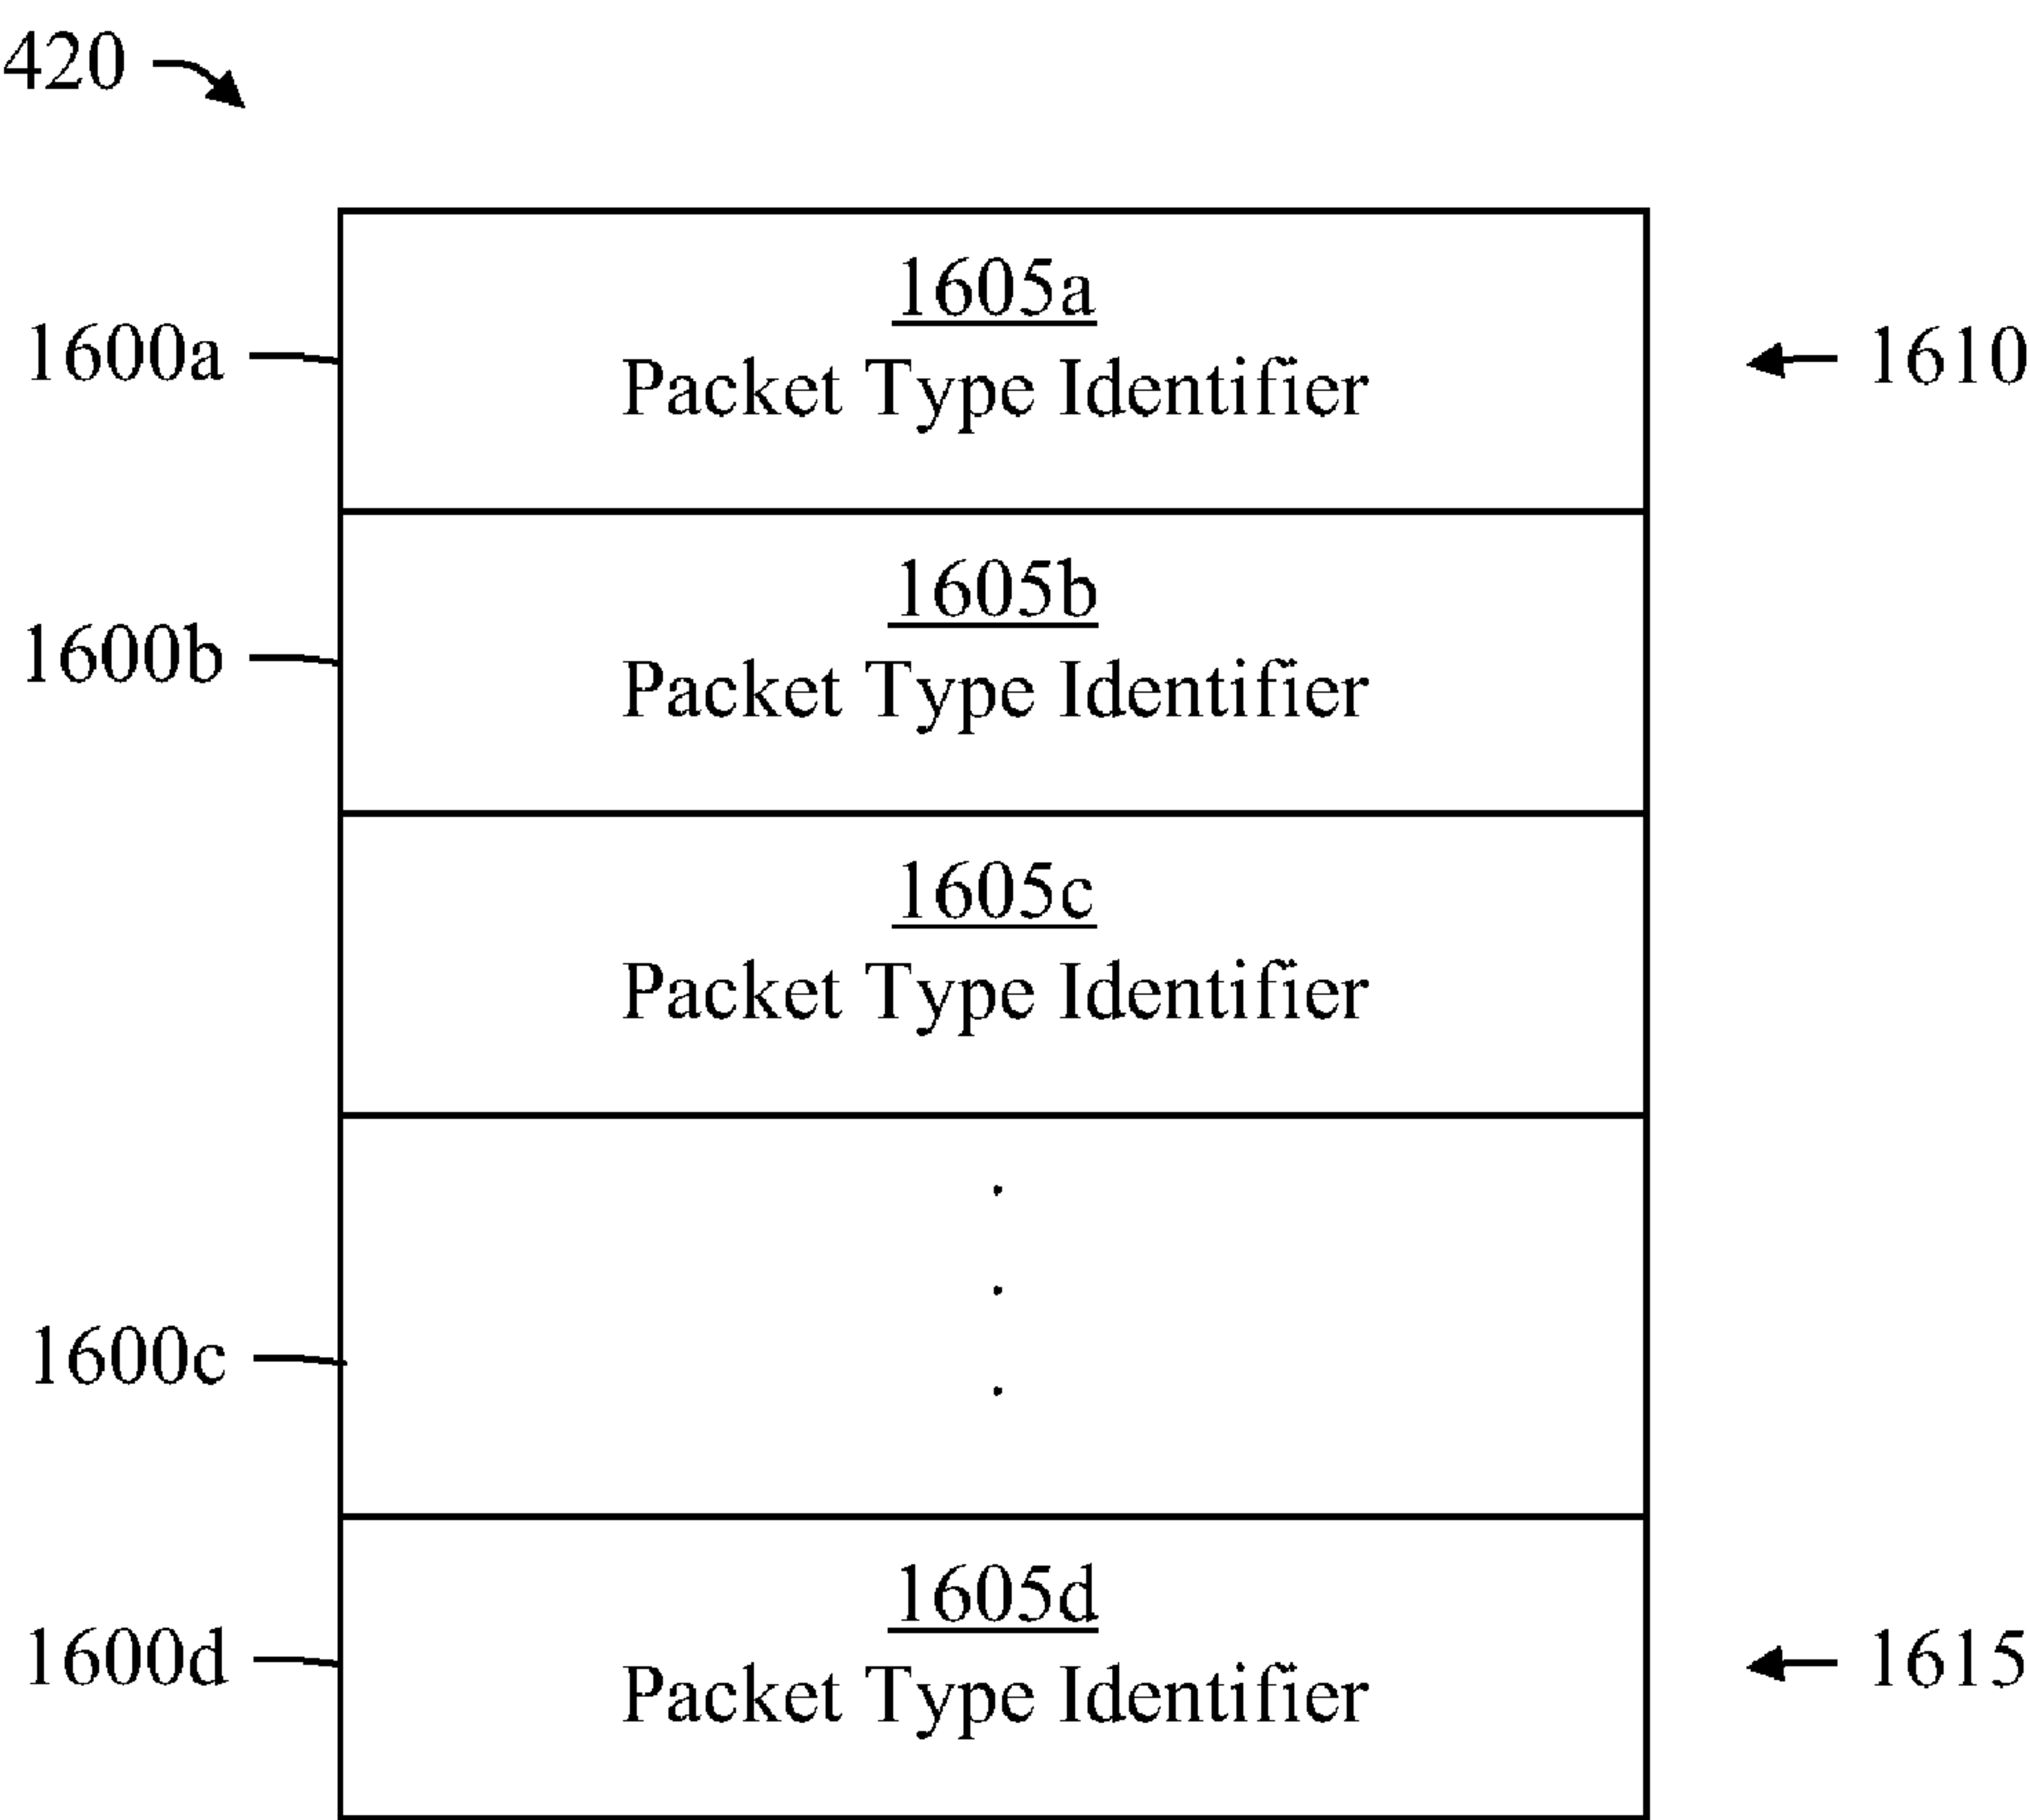 420
1605a
1600a
Packet Type Identifier
1610
1605b
1600b
Packet Type Identifier
1605c
Packet Type Identifier
.
.
1600c
.
1605d
1600d
Packet Type Identifier
1615